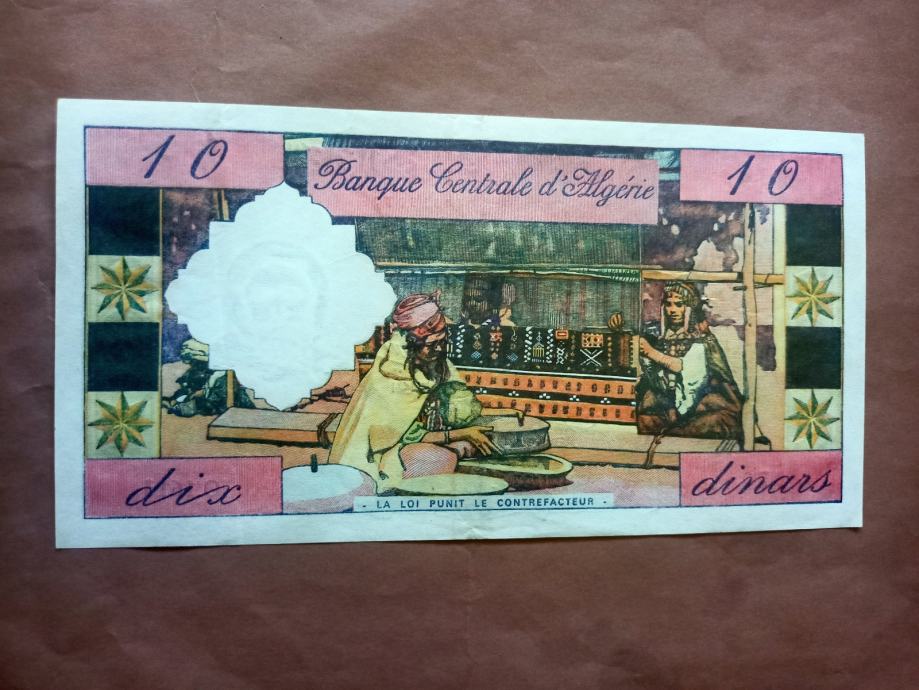 10
Banque Centrale d'Algérie
10
dix
dinars
- LA LOI PUNIT LE CONTREFACTEUR -